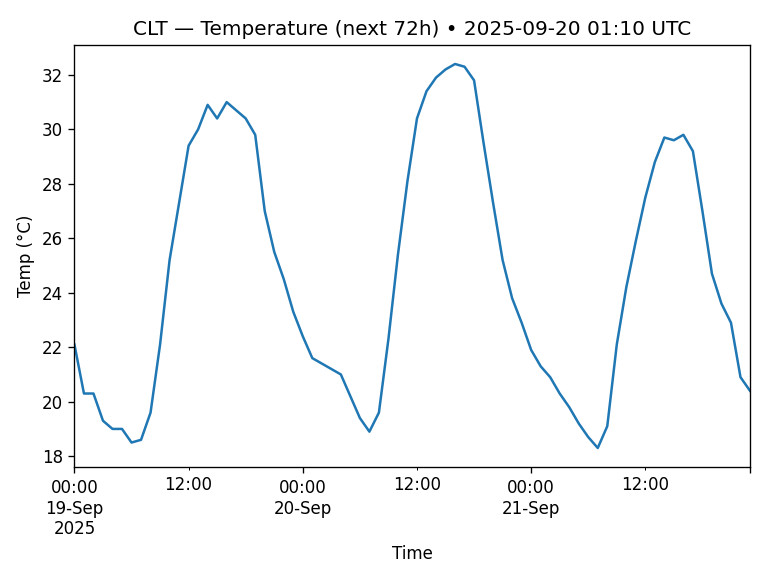 CLT — Temperature (next 72h) • 2025-09-20 01:10 UTC
32
30
28
26
24
22
20
18
Temp (°C)
00:00 12:00 00:00 12:00 00:00 12:00
19-Sep 20-Sep 21-Sep
2025
Time